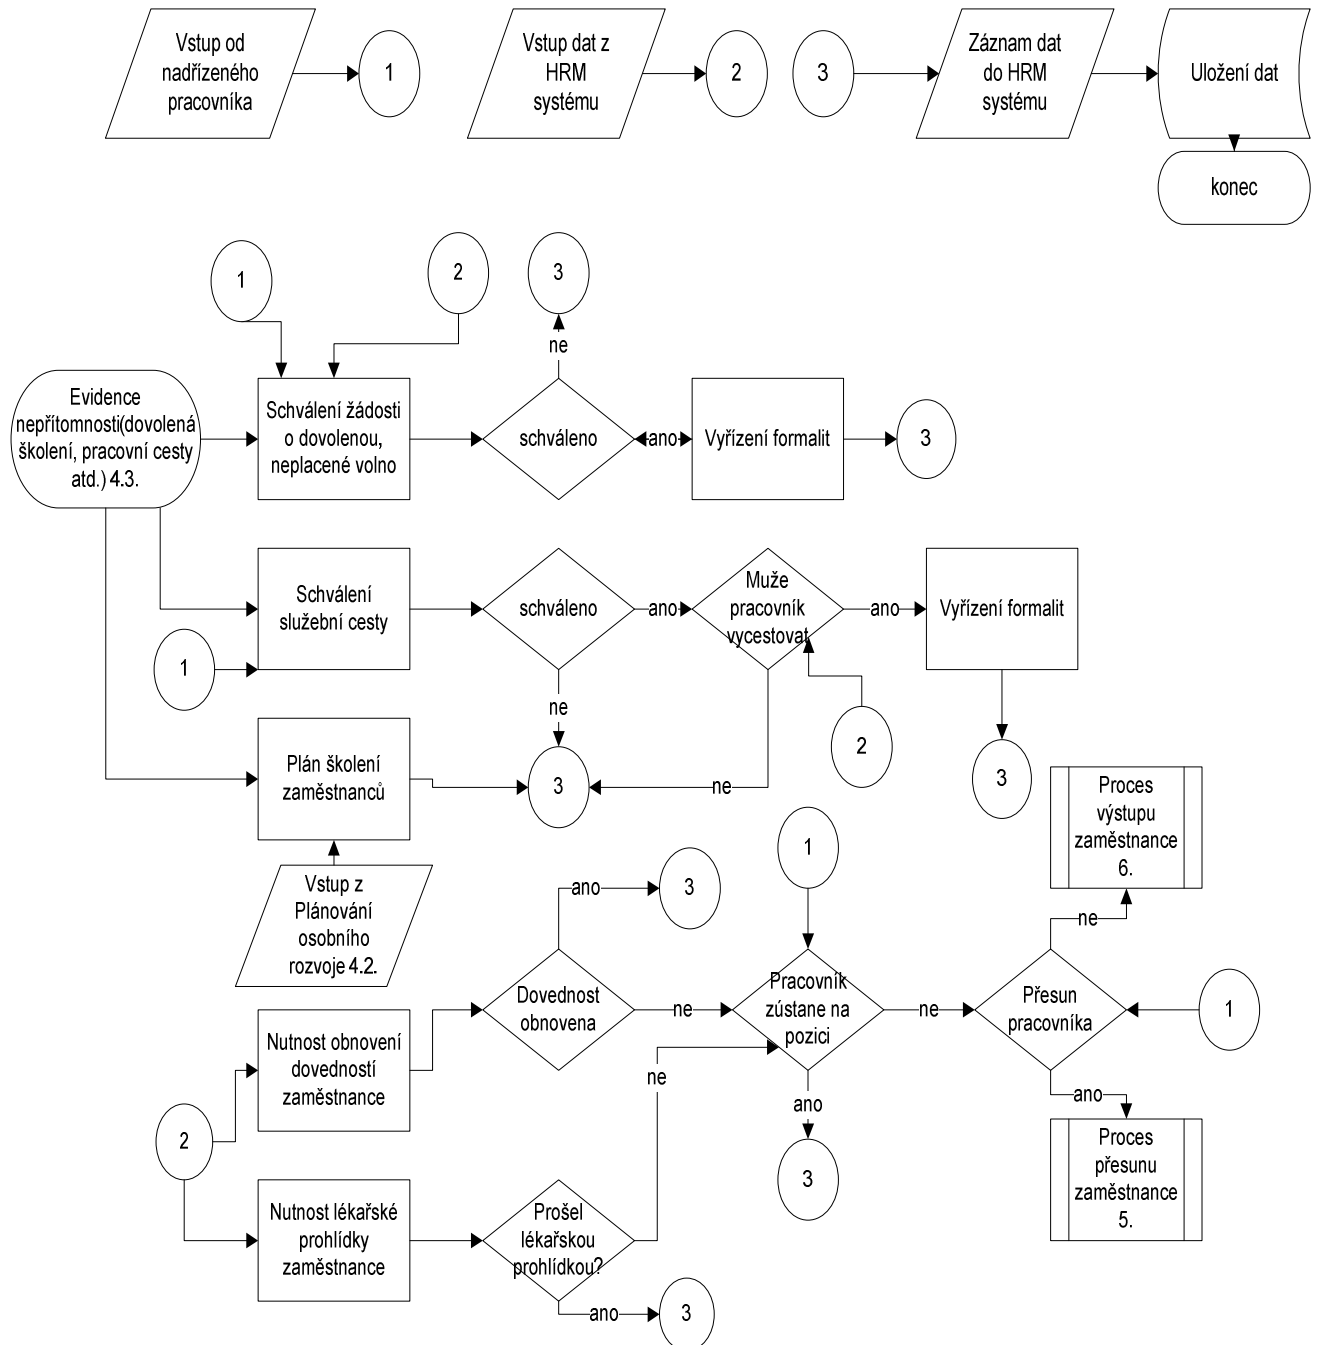 Vstup od
nadřízeného
pracovníka
1
Vstup dat z
HRM
systému
2
3
Záznam dat
do HRM
systému
Uložení dat
konec
1
2
3
ne
Evidence
nepřítomnosti(dovolená
školení, pracovní cesty
atd.) 4.3.
Schválení žádosti
o dovolenou,
neplacené volno
schváleno
ano
Vyřízení formalit
3
Schválení
služební cesty
schváleno
ano
Muže
pracovník
vycestovat
ano
Vyřízení formalit
1
ne
2
3
Plán školení
zaměstnanců
3
ne
Proces
výstupu
zaměstnance
6.
1
Vstup z
Plánování
osobního
rozvoje 4.2.
ano
3
ne
Dovednost
obnovena
ne
Pracovník
zústane na
pozici
ne
Přesun
pracovníka
1
Nutnost obnovení
dovedností
zaměstnance
ne
ano
ano
2
3
Proces
přesunu
zaměstnance
5.
Nutnost lékařské
prohlídky
zaměstnance
Prošel
lékařskou
prohlídkou?
ano
3